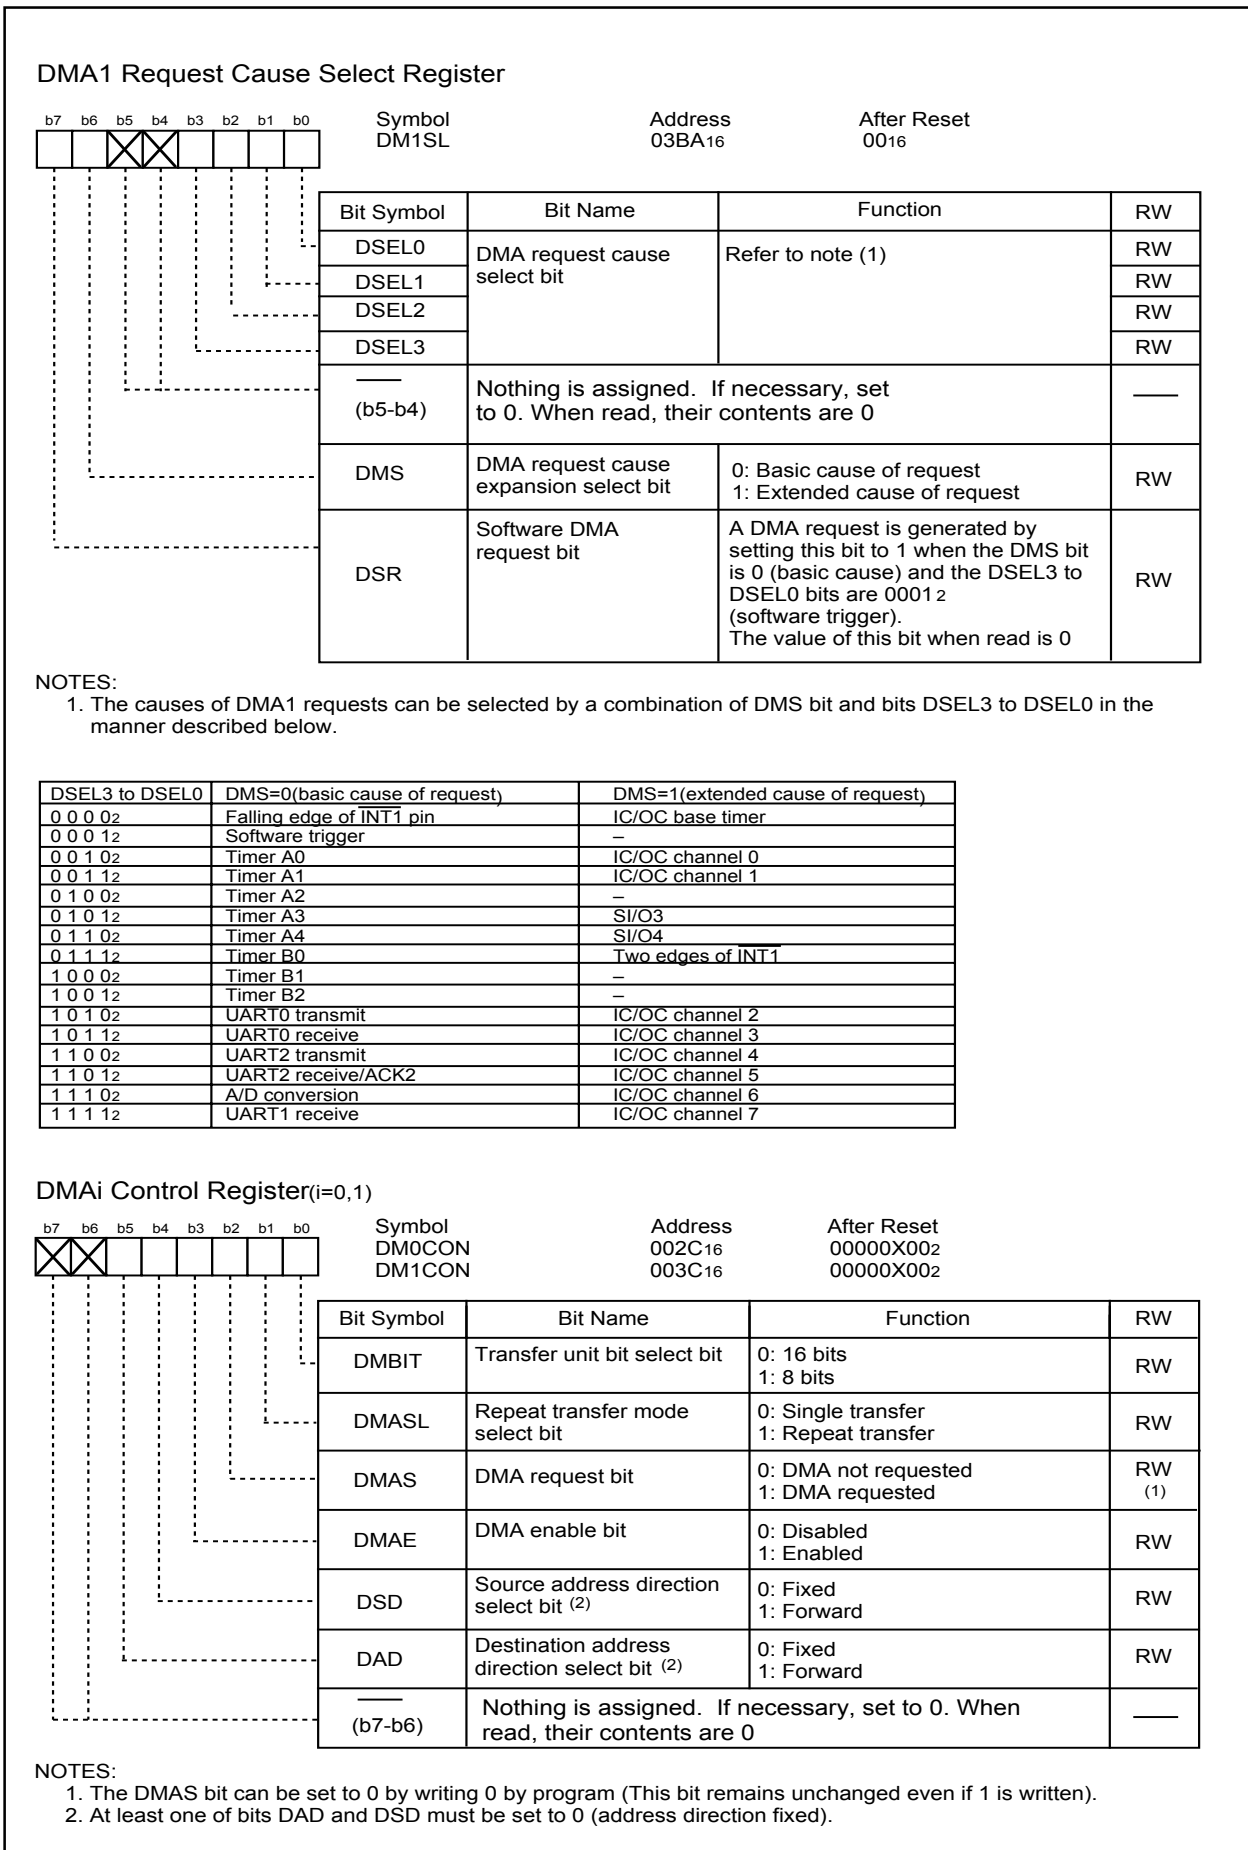 DMA1 Request Cause Select Register
b7 b6 b5 b4 b3 b2 b1 b0
Symbol Address After Reset
DM1SL 03BA16 0016
Bit Symbol Bit Name Function RW
DSEL0 DMA request cause select bit Refer to note (1) RW
DSEL1 RW
DSEL2 RW
DSEL3 RW
(b5-b4) Nothing is assigned. If necessary, set
to 0. When read, their contents are 0
DMS DMA request cause expansion select bit 0: Basic cause of request RW
1: Extended cause of request
DSR Software DMA request bit A DMA request is generated by RW
setting this bit to 1 when the DMS bit
is 0 (basic cause) and the DSEL3 to
DSEL0 bits are 0001 2
(software trigger).
The value of this bit when read is 0
NOTES:
1. The causes of DMA1 requests can be selected by a combination of DMS bit and bits DSEL3 to DSEL0 in the
manner described below.
DSEL3 to DSEL0 DMS=0(basic cause of request) DMS=1(extended cause of request)
0 0 0 02 Falling edge of INT1 pin IC/OC base timer
0 0 0 12 Software trigger –
0 0 1 02 Timer A0 IC/OC channel 0
0 0 1 12 Timer A1 IC/OC channel 1
0 1 0 02 Timer A2 –
0 1 0 12 Timer A3 SI/O3
0 1 1 02 Timer A4 SI/O4
0 1 1 12 Timer B0 Two edges of INT1
1 0 0 02 Timer B1 –
1 0 0 12 Timer B2 –
1 0 1 02 UART0 transmit IC/OC channel 2
1 0 1 12 UART0 receive IC/OC channel 3
1 1 0 02 UART2 transmit IC/OC channel 4
1 1 0 12 UART2 receive/ACK2 IC/OC channel 5
1 1 1 02 A/D conversion IC/OC channel 6
1 1 1 12 UART1 receive IC/OC channel 7
DMAi Control Register(i=0,1)
b7 b6 b5 b4 b3 b2 b1 b0
Symbol Address After Reset
DM0CON 002C16 00000X002
DM1CON 003C16 00000X002
Bit Symbol Bit Name Function RW
DMBIT Transfer unit bit select bit 0: 16 bits RW
1: 8 bits
DMASL Repeat transfer mode select bit 0: Single transfer RW
1: Repeat transfer
DMAS DMA request bit 0: DMA not requested RW
1: DMA requested (1)
DMAE DMA enable bit 0: Disabled RW
1: Enabled
DSD Source address direction select bit (2) 0: Fixed RW
1: Forward
DAD Destination address direction select bit (2) 0: Fixed RW
1: Forward
(b7-b6) Nothing is assigned. If necessary, set to 0. When
read, their contents are 0
NOTES:
1. The DMAS bit can be set to 0 by writing 0 by program (This bit remains unchanged even if 1 is written).
2. At least one of bits DAD and DSD must be set to 0 (address direction fixed).